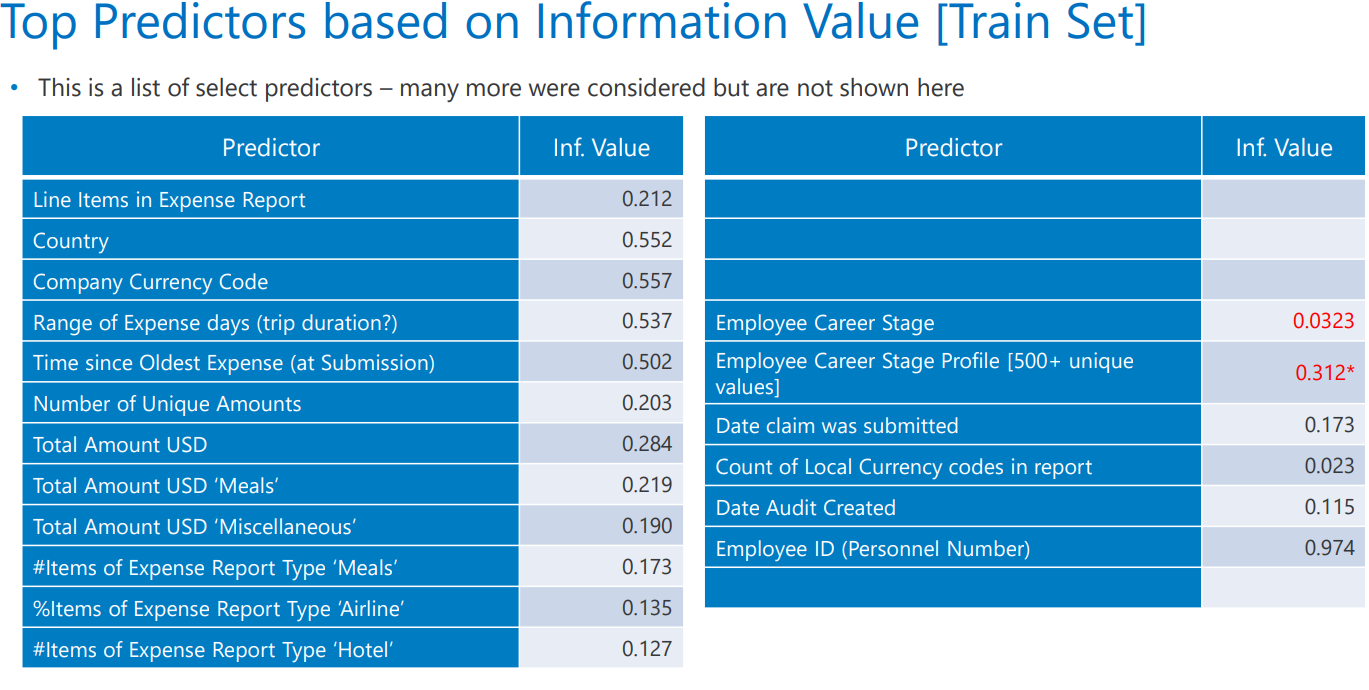 Top Predictors based on Information Value [Train Set]
• This is a list of select predictors – many more were considered but are not shown here
Predictor Inf. Value
Line Items in Expense Report 0.212
Country 0.552
Company Currency Code 0.557
Range of Expense days (trip duration?) 0.537
Time since Oldest Expense (at Submission) 0.502
Number of Unique Amounts 0.203
Total Amount USD 0.284
Total Amount USD ‘Meals’ 0.219
Total Amount USD ‘Miscellaneous’ 0.190
#Items of Expense Report Type ‘Meals’ 0.173
%Items of Expense Report Type ‘Airline’ 0.135
#Items of Expense Report Type ‘Hotel’ 0.127
Predictor Inf. Value
Employee Career Stage 0.0323
Employee Career Stage Profile [500+ unique
values] 0.312*
Date claim was submitted 0.173
Count of Local Currency codes in report 0.023
Date Audit Created 0.115
Employee ID (Personnel Number) 0.974